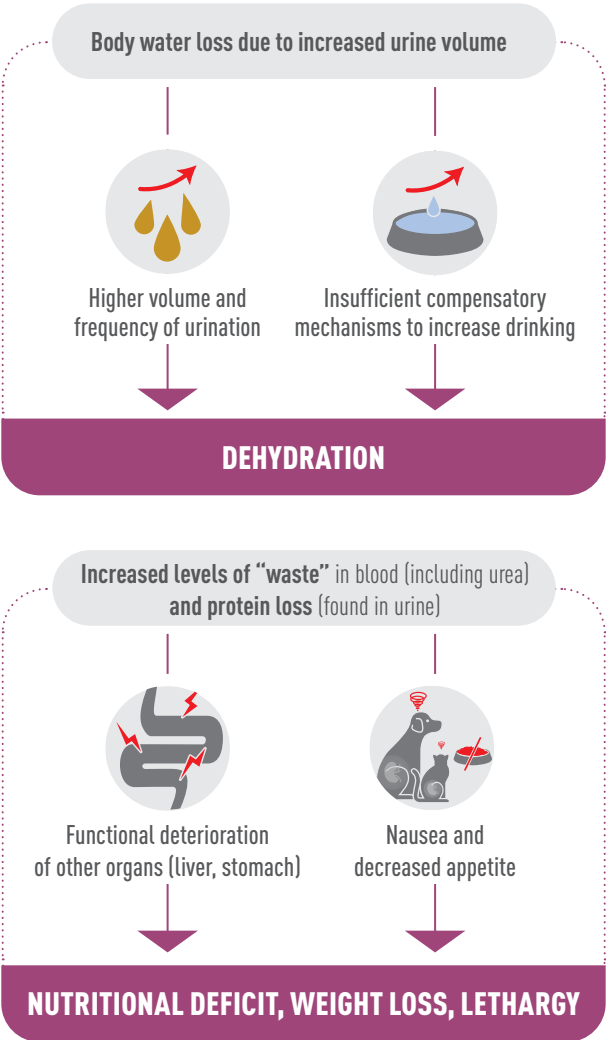 Body water loss due to increased urine volume
Higher volume and
frequency of urination
Insufficient compensatory
mechanisms to increase drinking
DEHYDRATION
Increased levels of “waste” in blood (including urea)
and protein loss (found in urine)
Functional deterioration
of other organs (liver, stomach)
Nausea and
decreased appetite
NUTRITIONAL DEFICIT, WEIGHT LOSS, LETHARGY